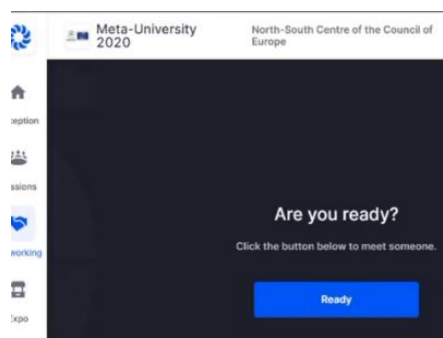 Meta-University
2020
North-South Centre of the Council of
Europe
ception
ssions
working
Expo
Are you ready?
Click the button below to meet someone.
Ready